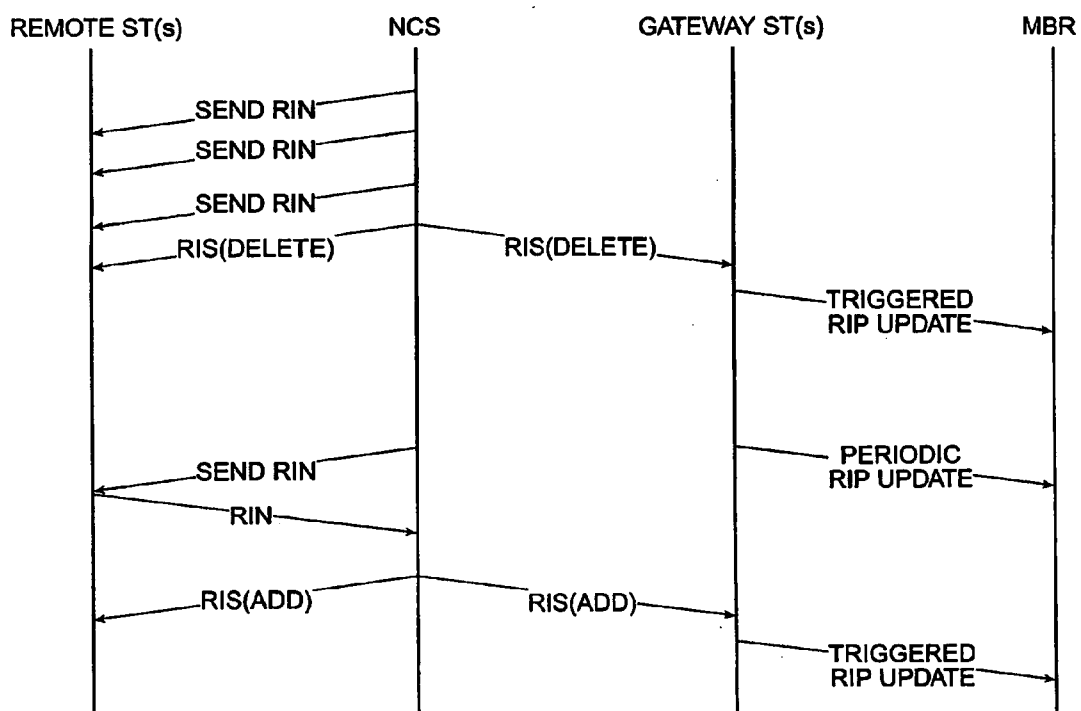 REMOTE ST(s)
NCS
GATEWAY ST(s)
MBR
SEND RIN
SEND RIN
SEND RIN
RIS(DELETE)
RIS(DELETE)
TRIGGERED
RIP UPDATE
SEND RIN
PERIODIC
RIP UPDATE
RIN
RIS(ADD)
RIS(ADD)
TRIGGERED
RIP UPDATE